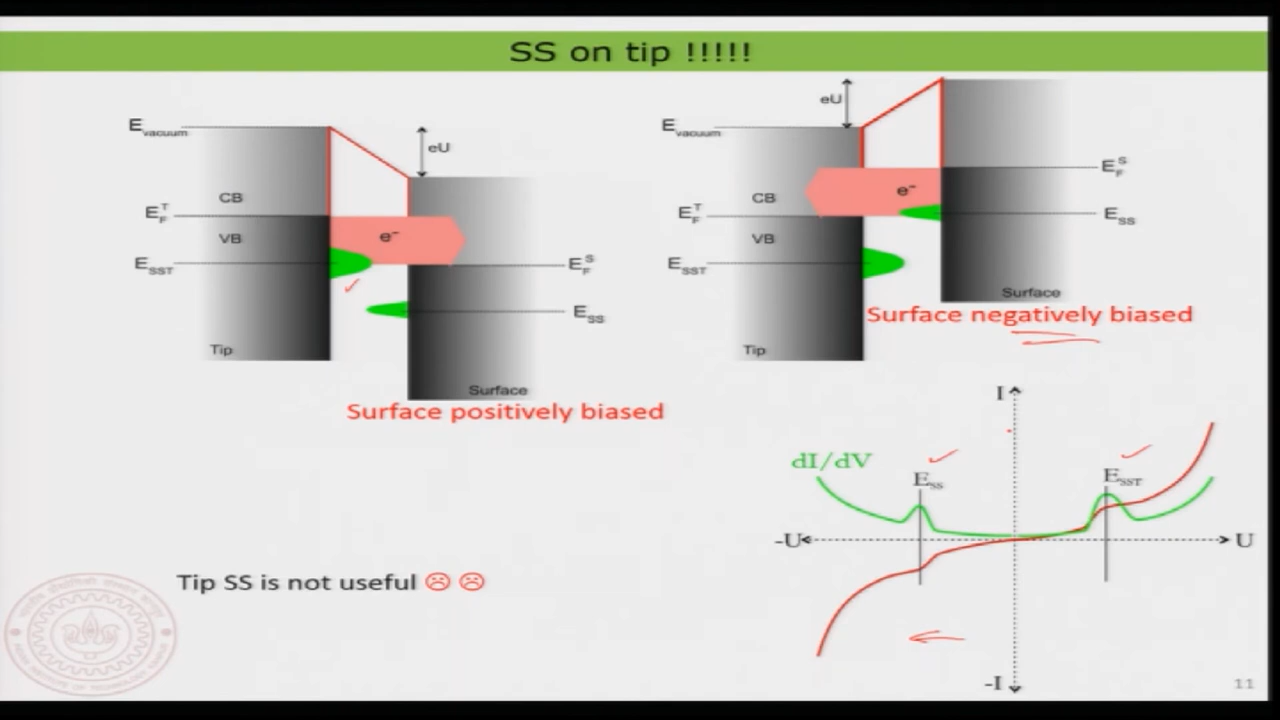 SS on tip !!!!!
E vacuum
eU
CB
E_F^T
VB
e⁻
E_SST
E_F^S
E_SS
Tip
Surface
Surface positively biased
eU
E vacuum
CB
e⁻
E_F^S
E_F^T
E_SS
VB
E_SST
Surface
Tip
Surface negatively biased
I
dI/dV
E_SS
E_SST
-U
U
-I
Tip SS is not useful ☹ ☹
11